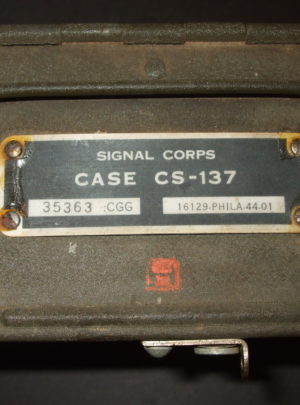 SIGNAL CORPS
CASE CS-137
35363-CGG 16129-PHILA-44-01